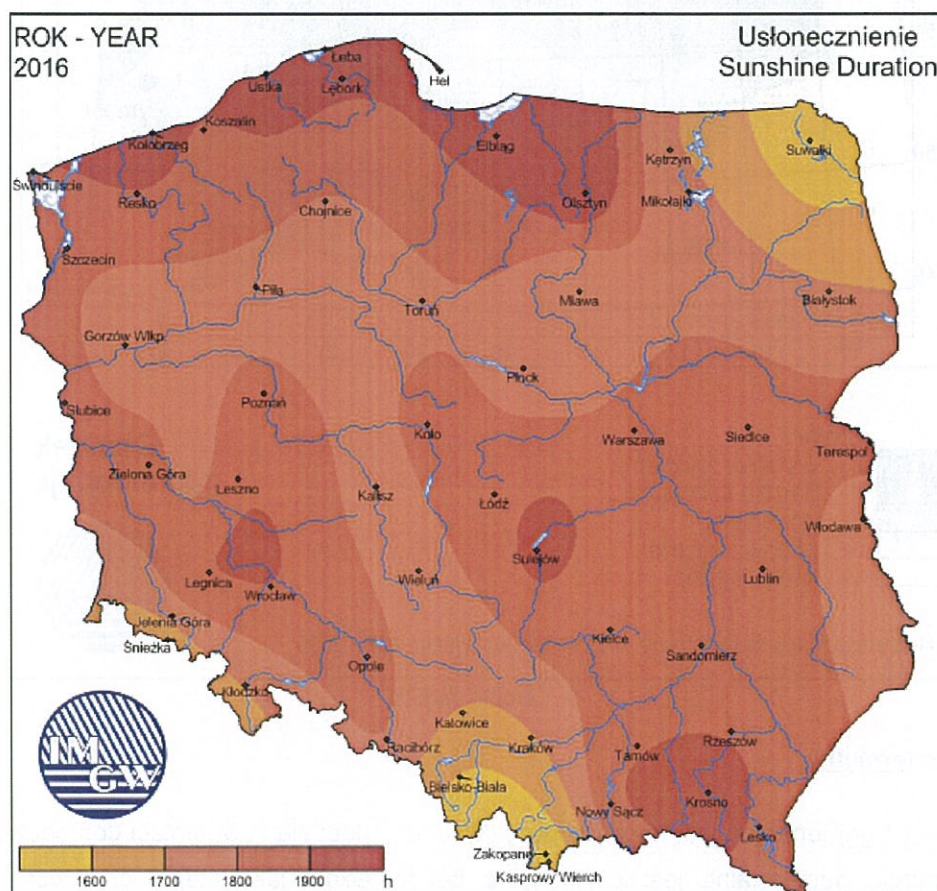 ROK - YEAR
2016
Usłonecznienie
Sunshine Duration
Łeba
Hel
Ustka
Lębork
Koszalin
Kołobrzeg
Elbląg
Kętrzyn
Suwałki
Świnoujście
Resko
Chojnice
Olsztyn
Mikołajki
Szczecin
Piła
Toruń
Mława
Białystok
Gorzów Wlkp.
Płock
Słubice
Poznań
Koło
Warszawa
Siedlce
Terespol
Zielona Góra
Leszno
Kalisz
Łódź
Włodawa
Sulejów
Legnica
Wrocław
Wieluń
Lublin
Jelenia Góra
Śnieżka
Kielce
Sandomierz
Opole
Kłodzko
Katowice
Racibórz
Kraków
Tarnów
Rzeszów
Bielsko-Biała
Nowy Sącz
Krosno
Lesko
Zakopane
Kasprowy Wierch
IM
GW
1600 1700 1800 1900 h